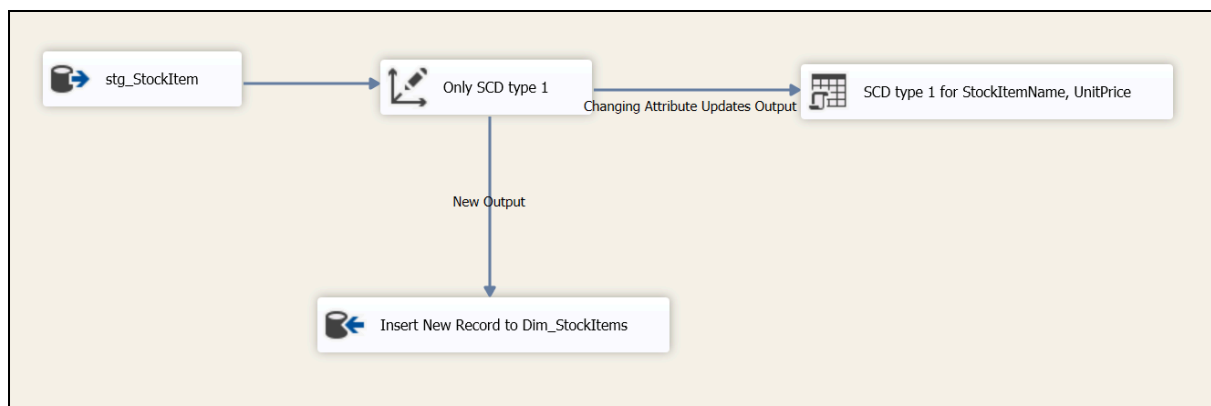 stg_StockItem
Only SCD type 1
Changing Attribute Updates Output
SCD type 1 for StockItemName, UnitPrice
New Output
Insert New Record to Dim_StockItems